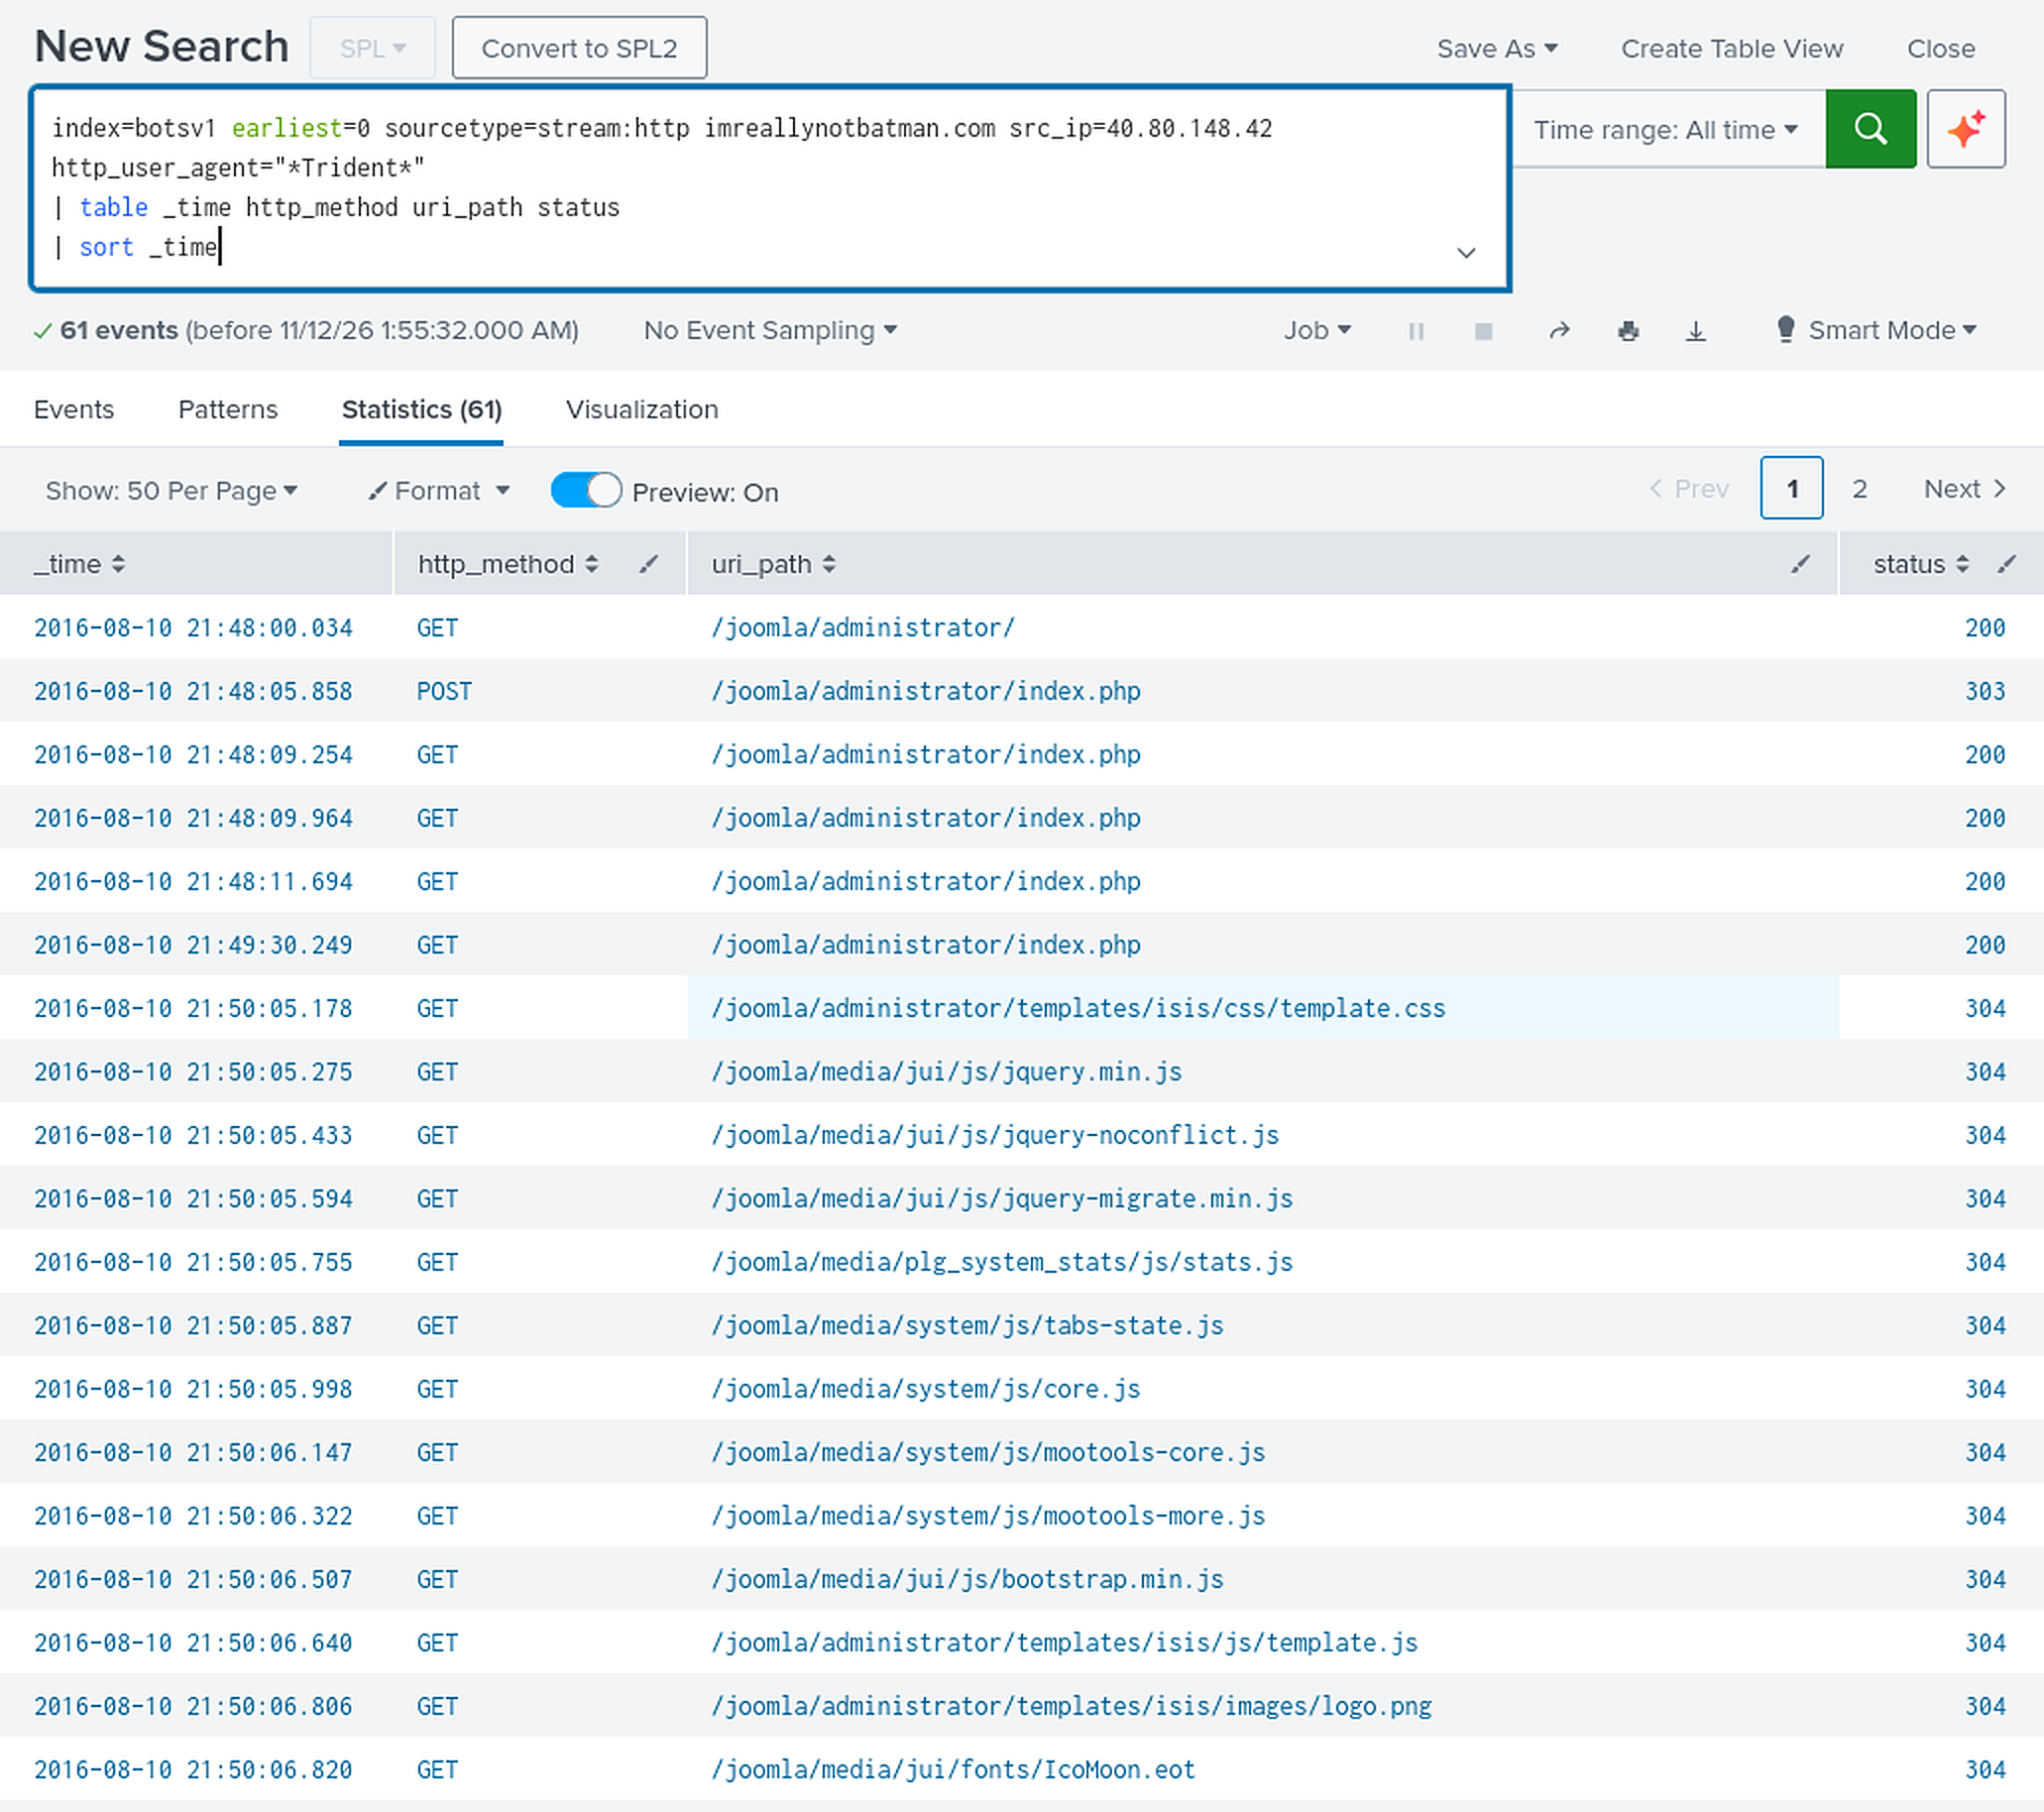 New Search SPL Convert to SPL2 Save As Create Table View Close
index=botsv1 earliest=0 sourcetype=stream:http imreallynotbatman.com src_ip=40.80.148.42
http_user_agent="*Trident*"
| table _time http_method uri_path status
| sort _time
Time range: All time
61 events (before 11/12/26 1:55:32.000 AM) No Event Sampling Job Smart Mode
Events Patterns Statistics (61) Visualization
Show: 50 Per Page Format Preview: On Prev 1 2 Next
_time http_method uri_path status
2016-08-10 21:48:00.034 GET /joomla/administrator/ 200
2016-08-10 21:48:05.858 POST /joomla/administrator/index.php 303
2016-08-10 21:48:09.254 GET /joomla/administrator/index.php 200
2016-08-10 21:48:09.964 GET /joomla/administrator/index.php 200
2016-08-10 21:48:11.694 GET /joomla/administrator/index.php 200
2016-08-10 21:49:30.249 GET /joomla/administrator/index.php 200
2016-08-10 21:50:05.178 GET /joomla/administrator/templates/isis/css/template.css 304
2016-08-10 21:50:05.275 GET /joomla/media/jui/js/jquery.min.js 304
2016-08-10 21:50:05.433 GET /joomla/media/jui/js/jquery-noconflict.js 304
2016-08-10 21:50:05.594 GET /joomla/media/jui/js/jquery-migrate.min.js 304
2016-08-10 21:50:05.755 GET /joomla/media/plg_system_stats/js/stats.js 304
2016-08-10 21:50:05.887 GET /joomla/media/system/js/tabs-state.js 304
2016-08-10 21:50:05.998 GET /joomla/media/system/js/core.js 304
2016-08-10 21:50:06.147 GET /joomla/media/system/js/mootools-core.js 304
2016-08-10 21:50:06.322 GET /joomla/media/system/js/mootools-more.js 304
2016-08-10 21:50:06.507 GET /joomla/media/jui/js/bootstrap.min.js 304
2016-08-10 21:50:06.640 GET /joomla/administrator/templates/isis/js/template.js 304
2016-08-10 21:50:06.806 GET /joomla/administrator/templates/isis/images/logo.png 304
2016-08-10 21:50:06.820 GET /joomla/media/jui/fonts/IcoMoon.eot 304